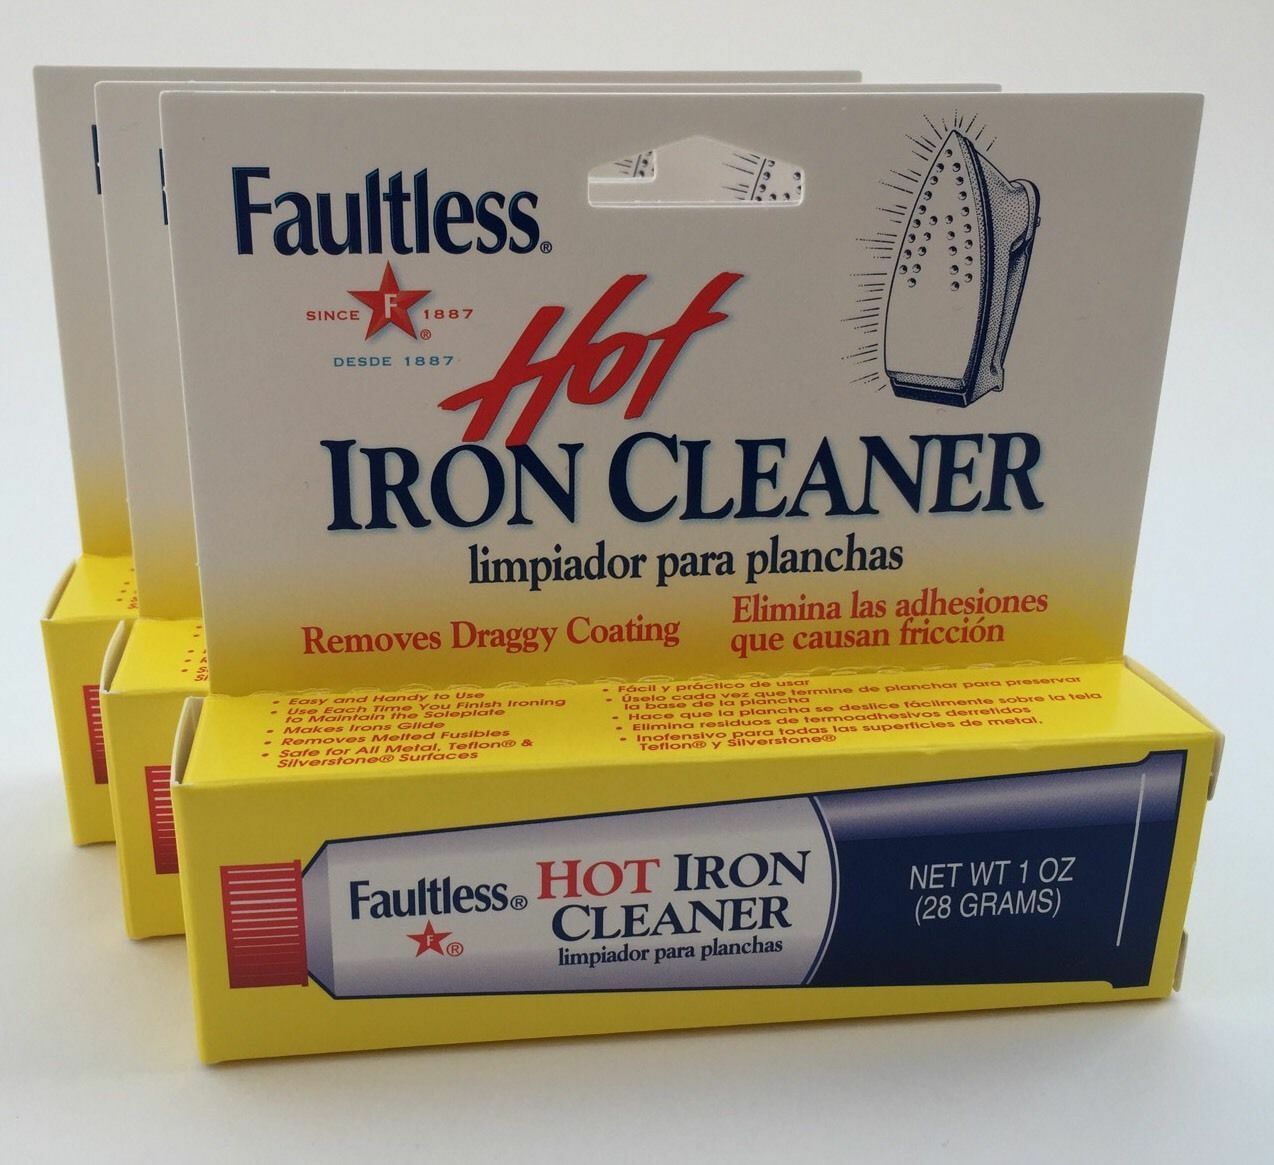 Faultless®
SINCE F 1887
®
DESDE 1887
Hot
IRON CLEANER
limpiador para planchas
Removes Draggy Coating
Elimina las adhesiones
que causan fricción
• Easy and Handy to Use
• Use Each Time You Finish Ironing
to Maintain the Soleplate
• Makes Irons Glide
• Removes Melted Fusibles
• Safe for All Metal, Teflon® &
Silverstone® Surfaces
• Fácil y práctico de usar
• Úselo cada vez que termine de planchar para preservar
la base de la plancha
• Hace que la plancha se deslice fácilmente sobre la tela
• Elimina residuos de termoadhesivos derretidos
• Inofensivo para todas las superficies de metal,
Teflon® y Silverstone®
Faultless® HOT IRON
CLEANER
F®
limpiador para planchas
NET WT 1 OZ
(28 GRAMS)